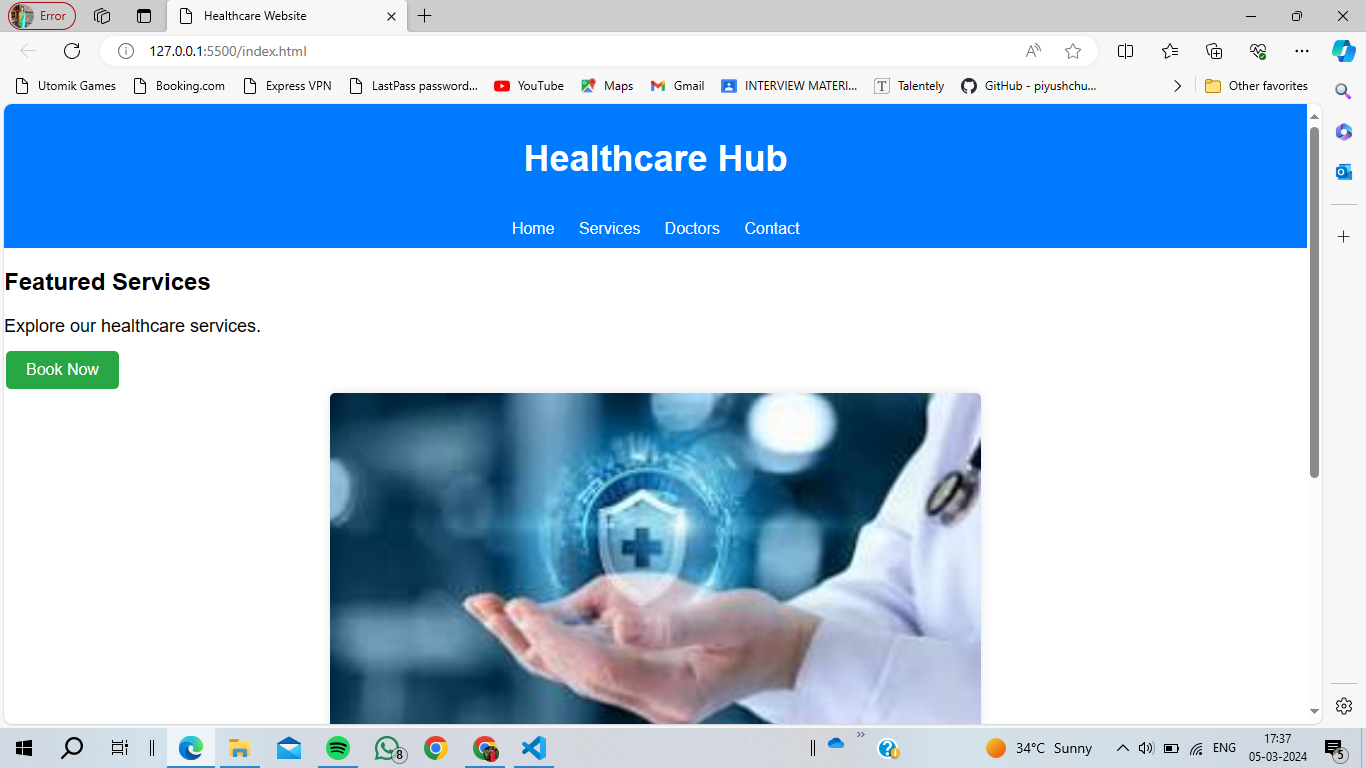 Error
Healthcare Website
127.0.0.1:5500/index.html
Utomik Games
Booking.com
Express VPN
LastPass password...
YouTube
Maps
Gmail
INTERVIEW MATERI...
T Talentely
GitHub - piyushchu...
Other favorites
Healthcare Hub
Home Services Doctors Contact
Featured Services
Explore our healthcare services.
Book Now
8
34°C Sunny
ENG
17:37
05-03-2024
5